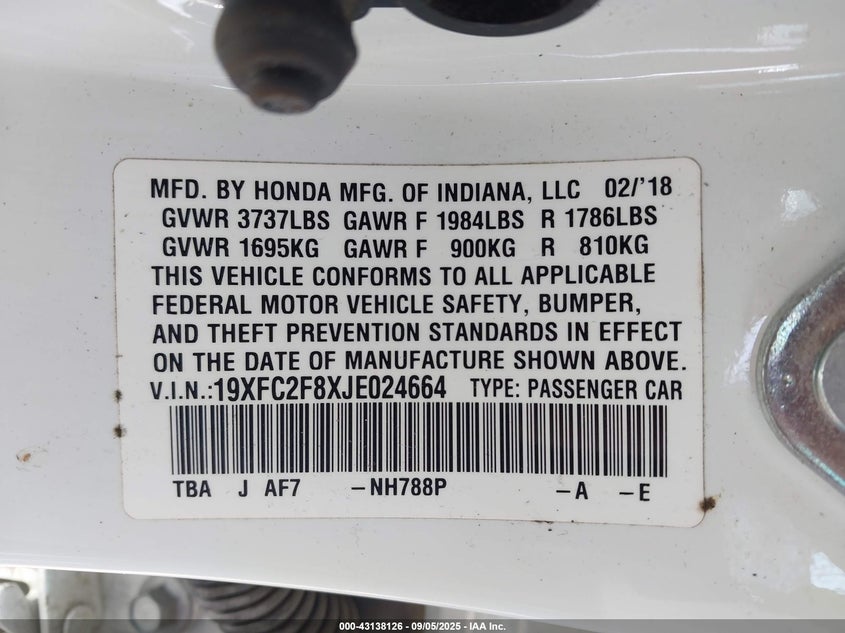 MFD. BY HONDA MFG. OF INDIANA, LLC 02/'18
GVWR 3737LBS GAWR F 1984LBS R 1786LBS
GVWR 1695KG GAWR F 900KG R 810KG
THIS VEHICLE CONFORMS TO ALL APPLICABLE
FEDERAL MOTOR VEHICLE SAFETY, BUMPER,
AND THEFT PREVENTION STANDARDS IN EFFECT
ON THE DATE OF MANUFACTURE SHOWN ABOVE.
V.I.N.:19XFC2F8XJE024664 TYPE: PASSENGER CAR
TBA J AF7 –NH788P –A –E
000-43138126 - 09/05/2025 - IAA Inc.